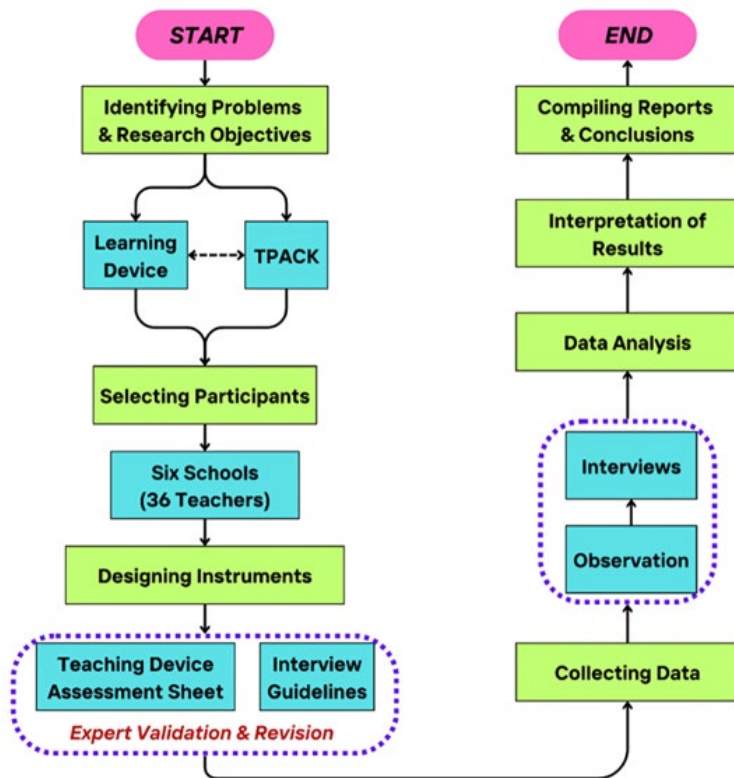 START
Identifying Problems
& Research Objectives
Learning
Device
TPACK
Selecting Participants
Six Schools
(36 Teachers)
Designing Instruments
Teaching Device
Assessment Sheet
Interview
Guidelines
Expert Validation & Revision
Collecting Data
Observation
Interviews
Data Analysis
Interpretation of
Results
Compiling Reports
& Conclusions
END